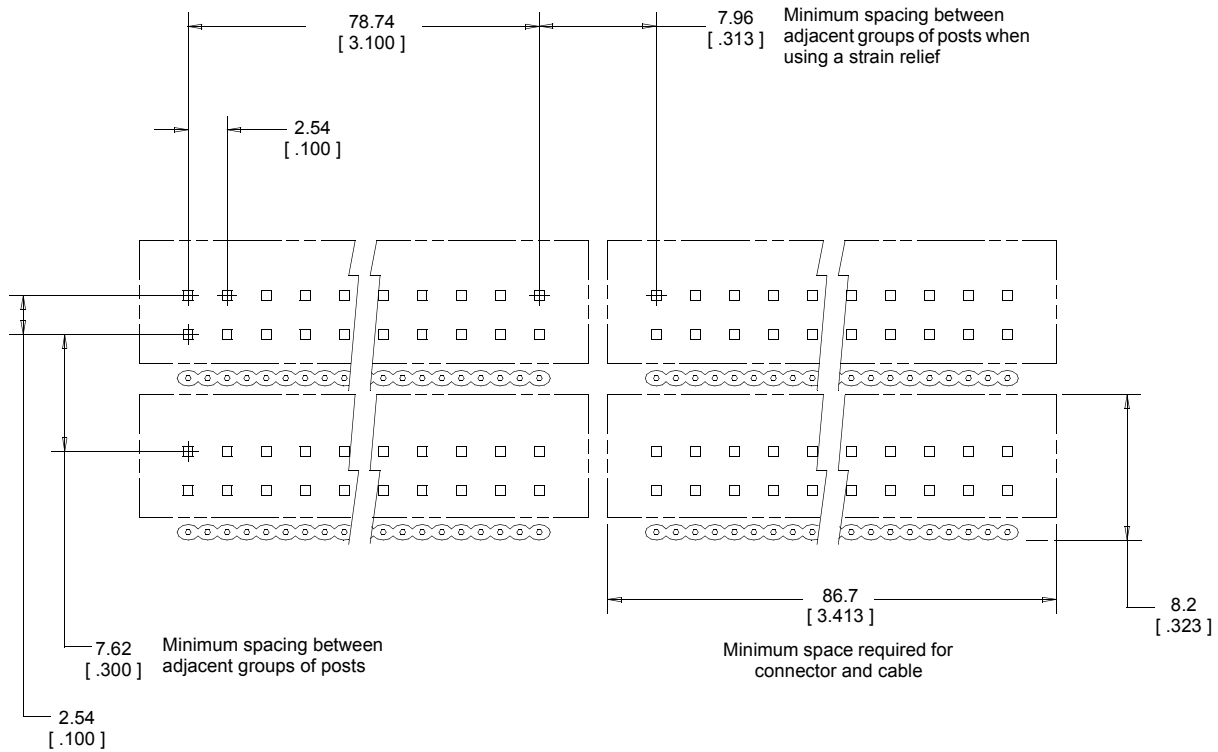 78.74
[ 3.100 ]
7.96
[ .313 ]
Minimum spacing between
adjacent groups of posts when
using a strain relief
2.54
[ .100 ]
86.7
[ 3.413 ]
Minimum space required for
connector and cable
8.2
[ .323 ]
7.62
[ .300 ]
Minimum spacing between
adjacent groups of posts
2.54
[ .100 ]